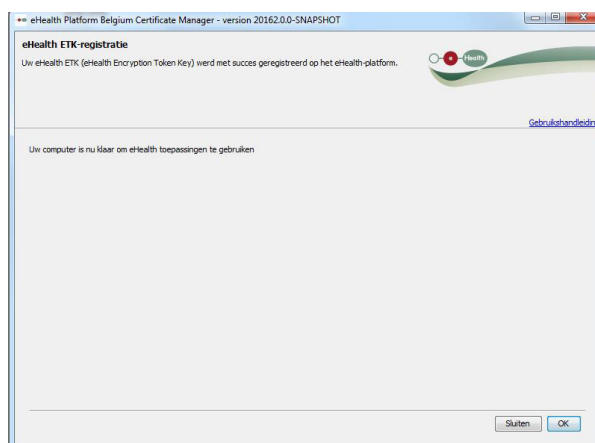 eHealth Platform Belgium Certificate Manager - version 20162.0.0-SNAPSHOT
eHealth ETK-registratie
Uw eHealth ETK (eHealth Encryption Token Key) werd met succes geregistreerd op het eHealth-platform.
Health
Gebruikshandleidin
Uw computer is nu klaar om eHealth toepassingen te gebruiken
Sluiten OK